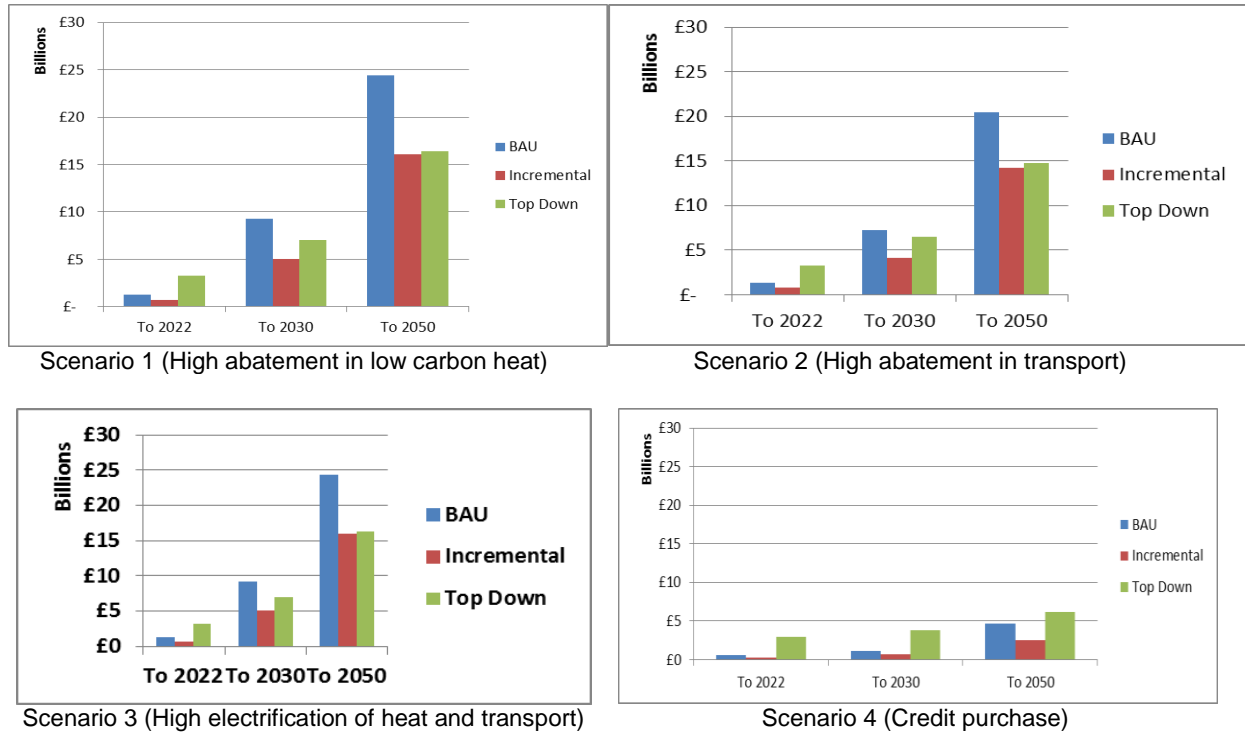 Billions
£30
£25
£20
£15
£10
£5
£-
To 2022 To 2030 To 2050
BAU
Incremental
Top Down
Scenario 1 (High abatement in low carbon heat)
Billions
£30
£25
£20
£15
£10
£5
£-
To 2022 To 2030 To 2050
BAU
Incremental
Top Down
Scenario 2 (High abatement in transport)
Billions
£30
£25
£20
£15
£10
£5
£0
To 2022 To 2030 To 2050
BAU
Incremental
Top Down
Scenario 3 (High electrification of heat and transport)
Billions
£30
£25
£20
£15
£10
£5
£0
To 2022 To 2030 To 2050
BAU
Incremental
Top Down
Scenario 4 (Credit purchase)